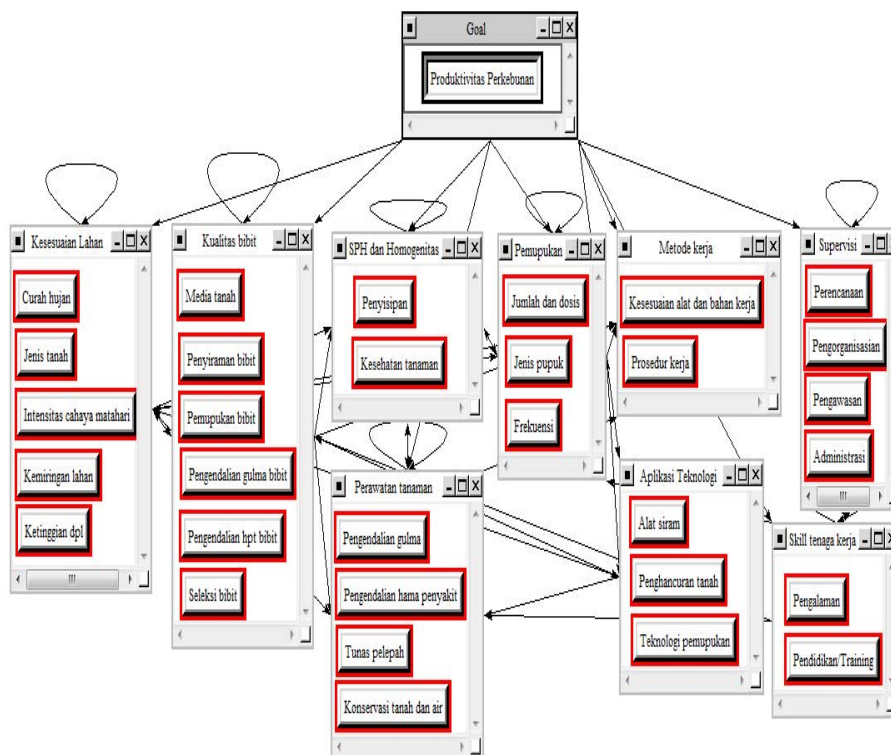 Goal
Produktivitas Perkebunan
Kesesuaian Lahan
Curah hujan
Jenis tanah
Intensitas cahaya matahari
Kemiringan lahan
Ketinggian dpl
Kualitas bibit
Media tanah
Penyiraman bibit
Pemupukan bibit
Pengendalian gulma bibit
Pengendalian hpt bibit
Seleksi bibit
SPH dan Homogenitas
Penyisipan
Kesehatan tanaman
Perawatan tanaman
Pengendalian gulma
Pengendalian hama penyakit
Tunas pelepah
Konservasi tanah dan air
Pemupukan
Jumlah dan dosis
Jenis pupuk
Frekuensi
Metode kerja
Kesesuaian alat dan bahan kerja
Prosedur kerja
Aplikasi Teknologi
Alat siram
Penghancuran tanah
Teknologi pemupukan
Supervisi
Perencanaan
Pengorganisasian
Pengawasan
Administrasi
Skill tenaga kerja
Pengalaman
Pendidikan/Training